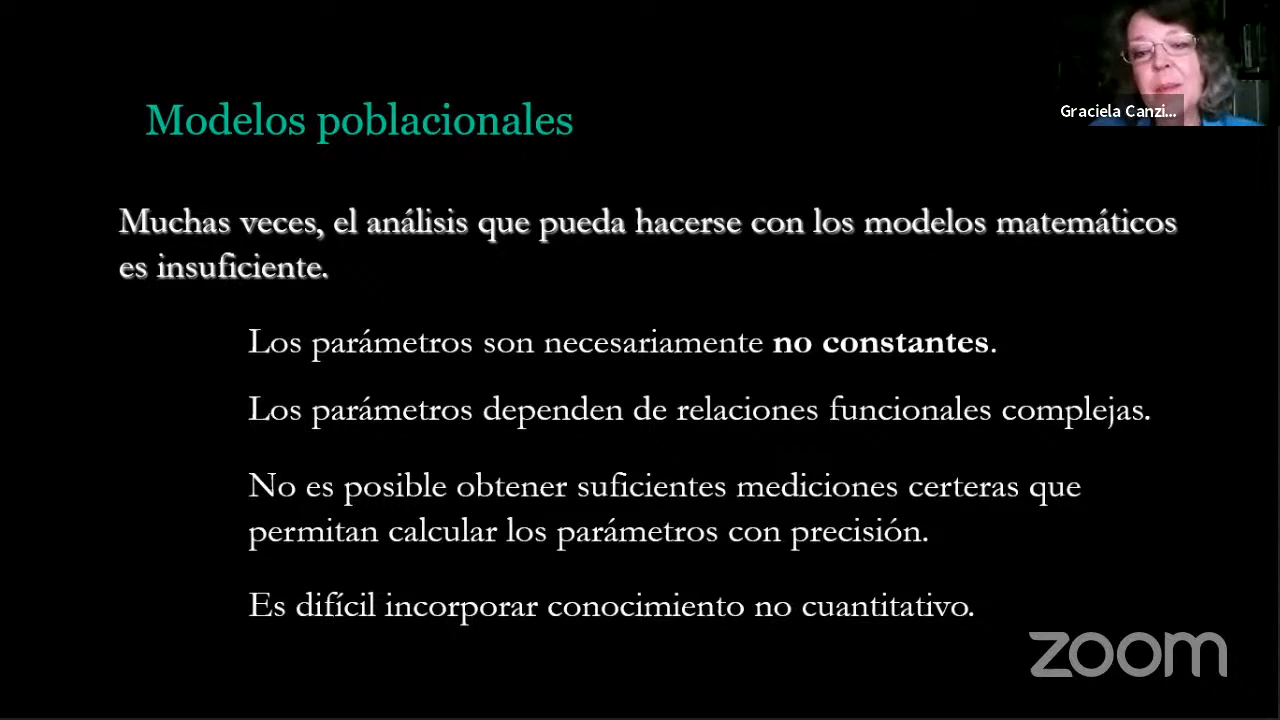 Graciela Canzi...
Modelos poblacionales
Muchas veces, el análisis que pueda hacerse con los modelos matemáticos
es insuficiente.
Los parámetros son necesariamente no constantes.
Los parámetros dependen de relaciones funcionales complejas.
No es posible obtener suficientes mediciones certeras que
permitan calcular los parámetros con precisión.
Es difícil incorporar conocimiento no cuantitativo.
zoom